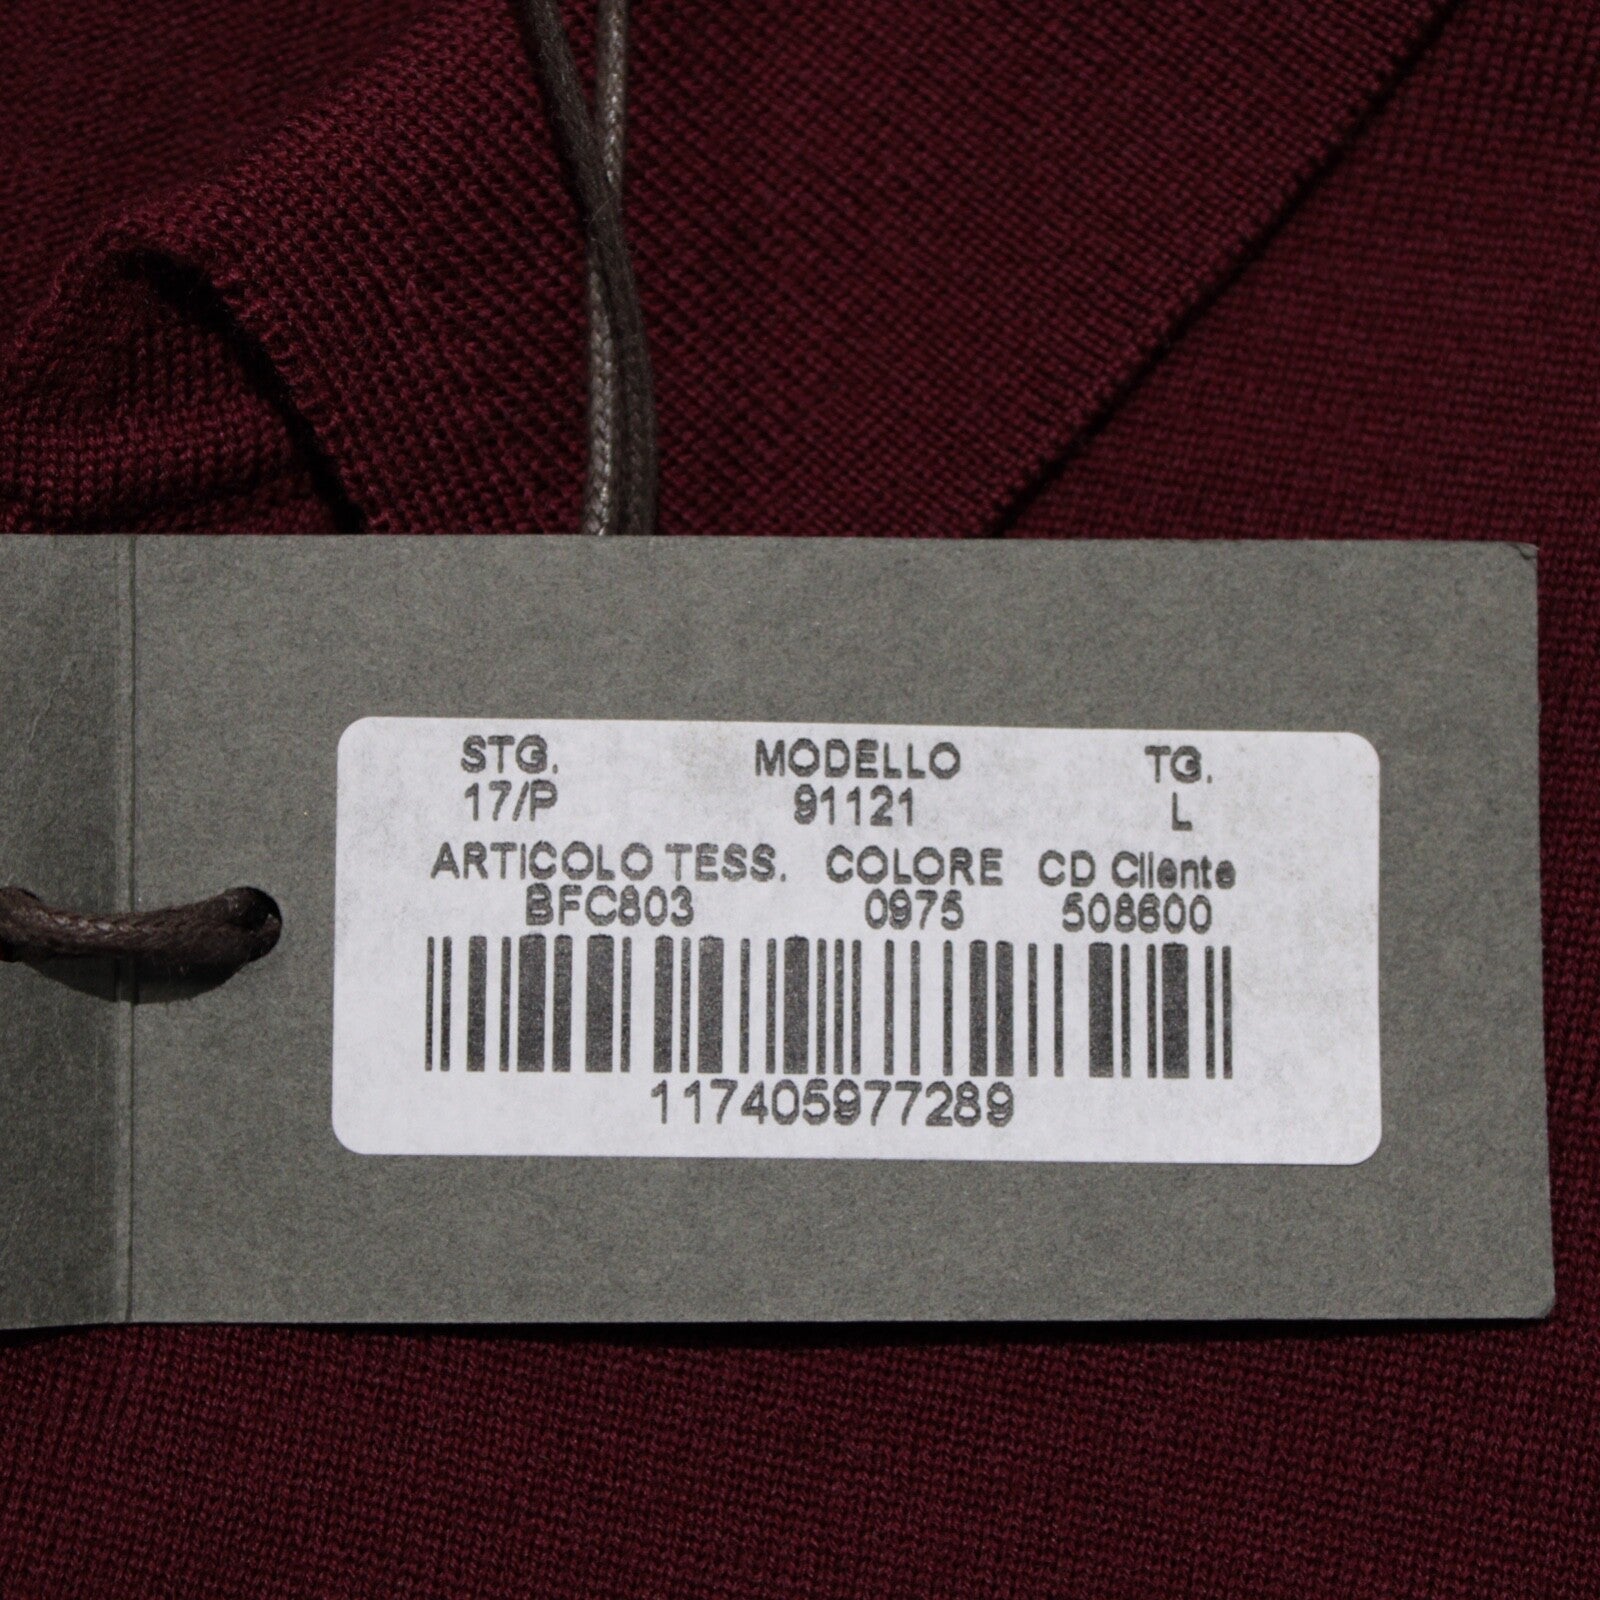 STG. MODELLO TG.
17/P 91121 L
ARTICOLO TESS. COLORE CD Cliente
BFC803 0975 508600
117405977289